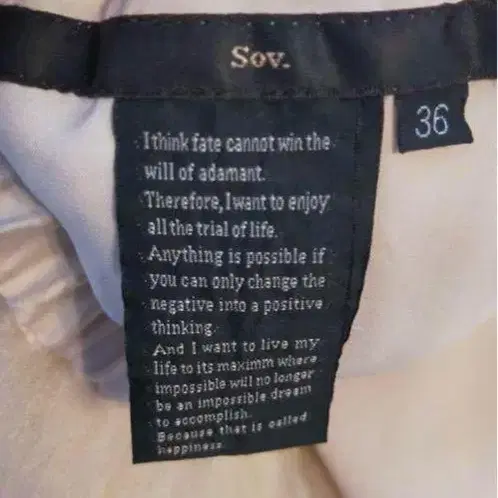 Sov.
36
I think fate cannot win the
will of adamant.
Therefore, I want to enjoy
all the trial of life.
Anything is possible if
you can only change the
negative into a positive
thinking.
And I want to live my
life to its maximm where
impossible will no longer
be an impossible dream
to accomplish.
Because that is called
happiness.